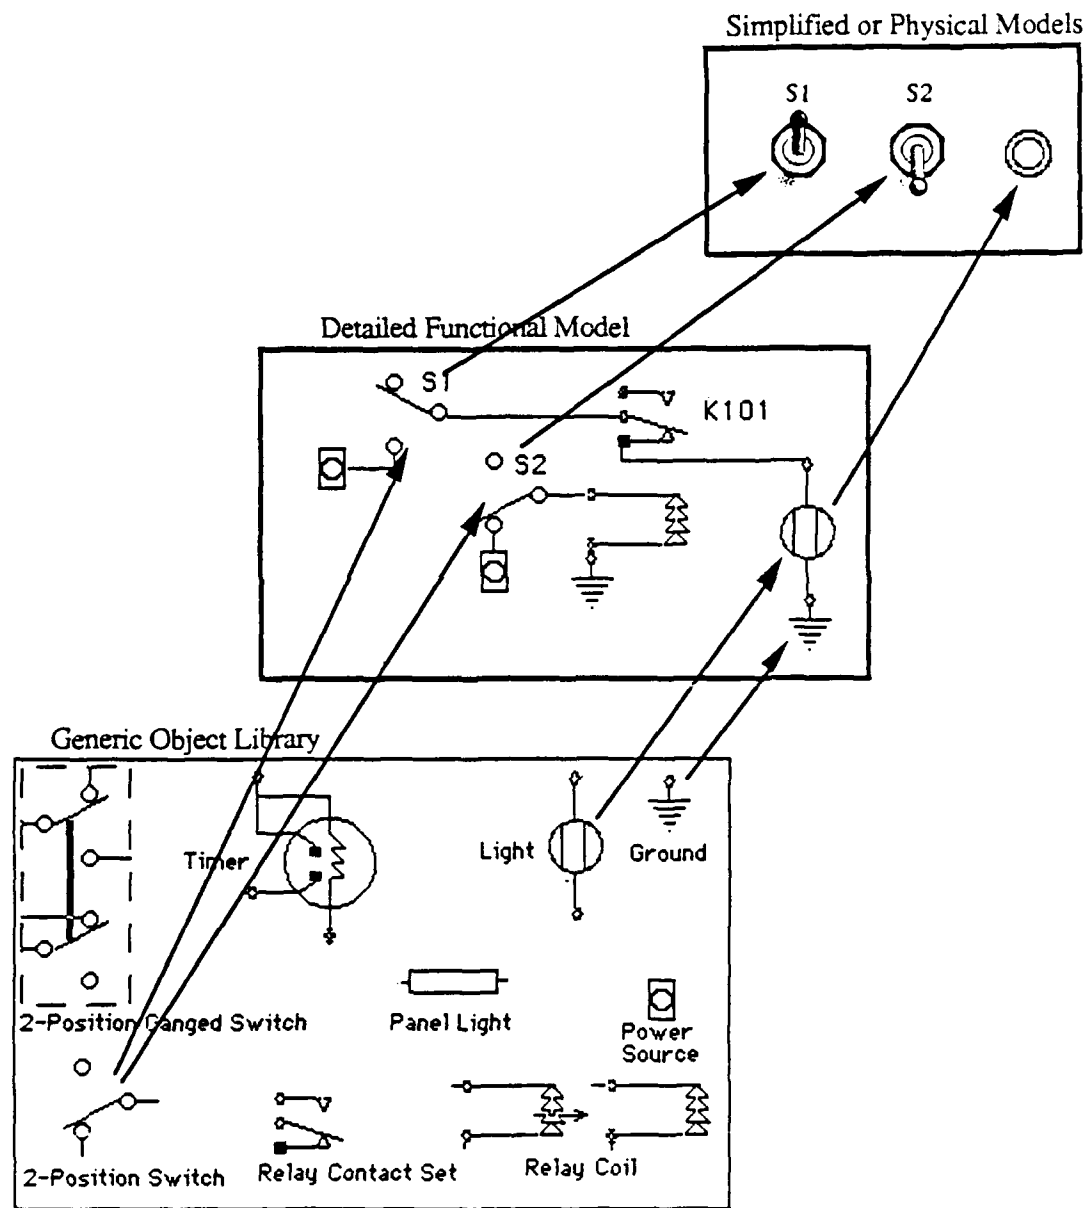 Simplified or Physical Models
S1
S2
Detailed Functional Model
S1
K101
S2
Generic Object Library
Timer
Light
Ground
2-Position Ganged Switch
Panel Light
Power
Source
2-Position Switch
Relay Contact Set
Relay Coil